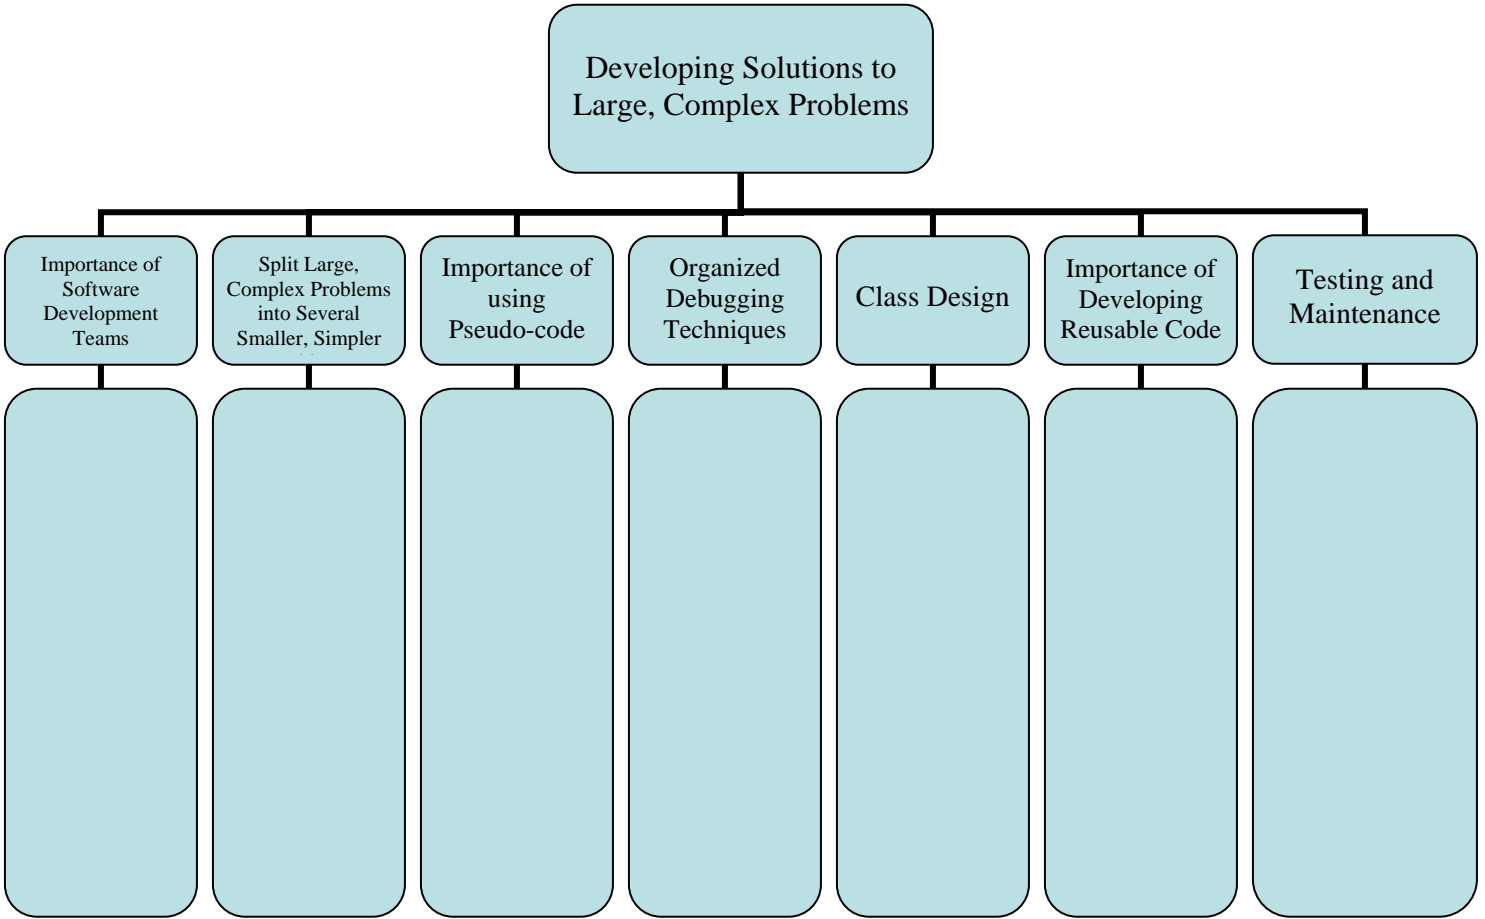 Developing Solutions to
Large, Complex Problems
Importance of
Software
Development
Teams
Split Large,
Complex Problems
into Several
Smaller, Simpler
Importance of
using
Pseudo-code
Organized
Debugging
Techniques
Class Design
Importance of
Developing
Reusable Code
Testing and
Maintenance